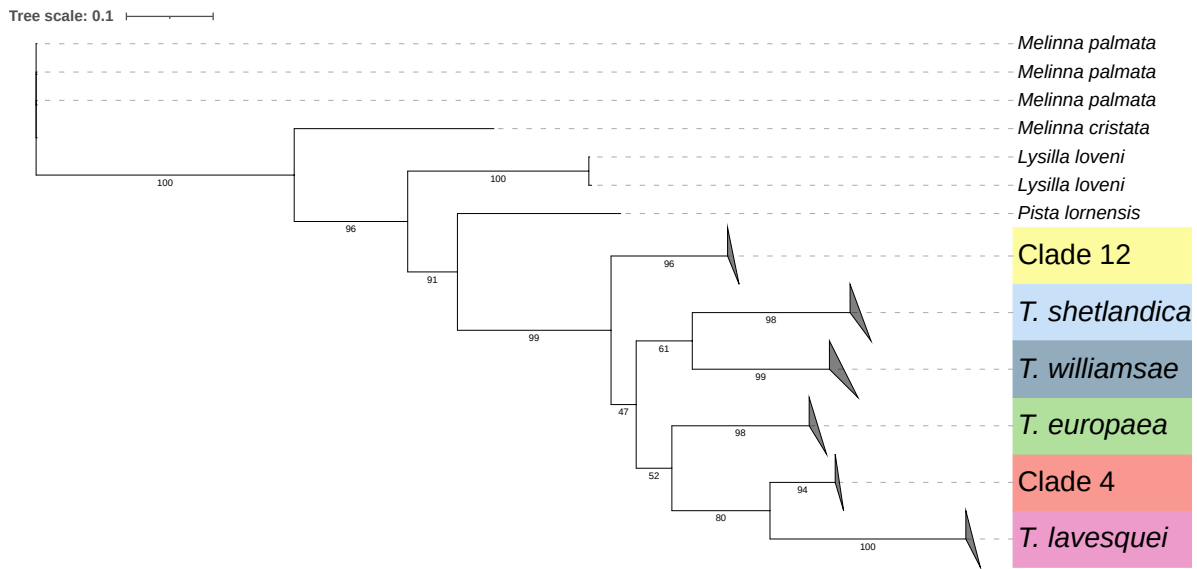 Tree scale: 0.1
Melinna palmata
Melinna palmata
Melinna palmata
Melinna cristata
Lysilla loveni
Lysilla loveni
Pista lornensis
Clade 12
T. shetlandica
T. williamsae
T. europaea
Clade 4
T. lavesquei
100
100
96
96
91
98
99
61
99
47
98
52
94
80
100